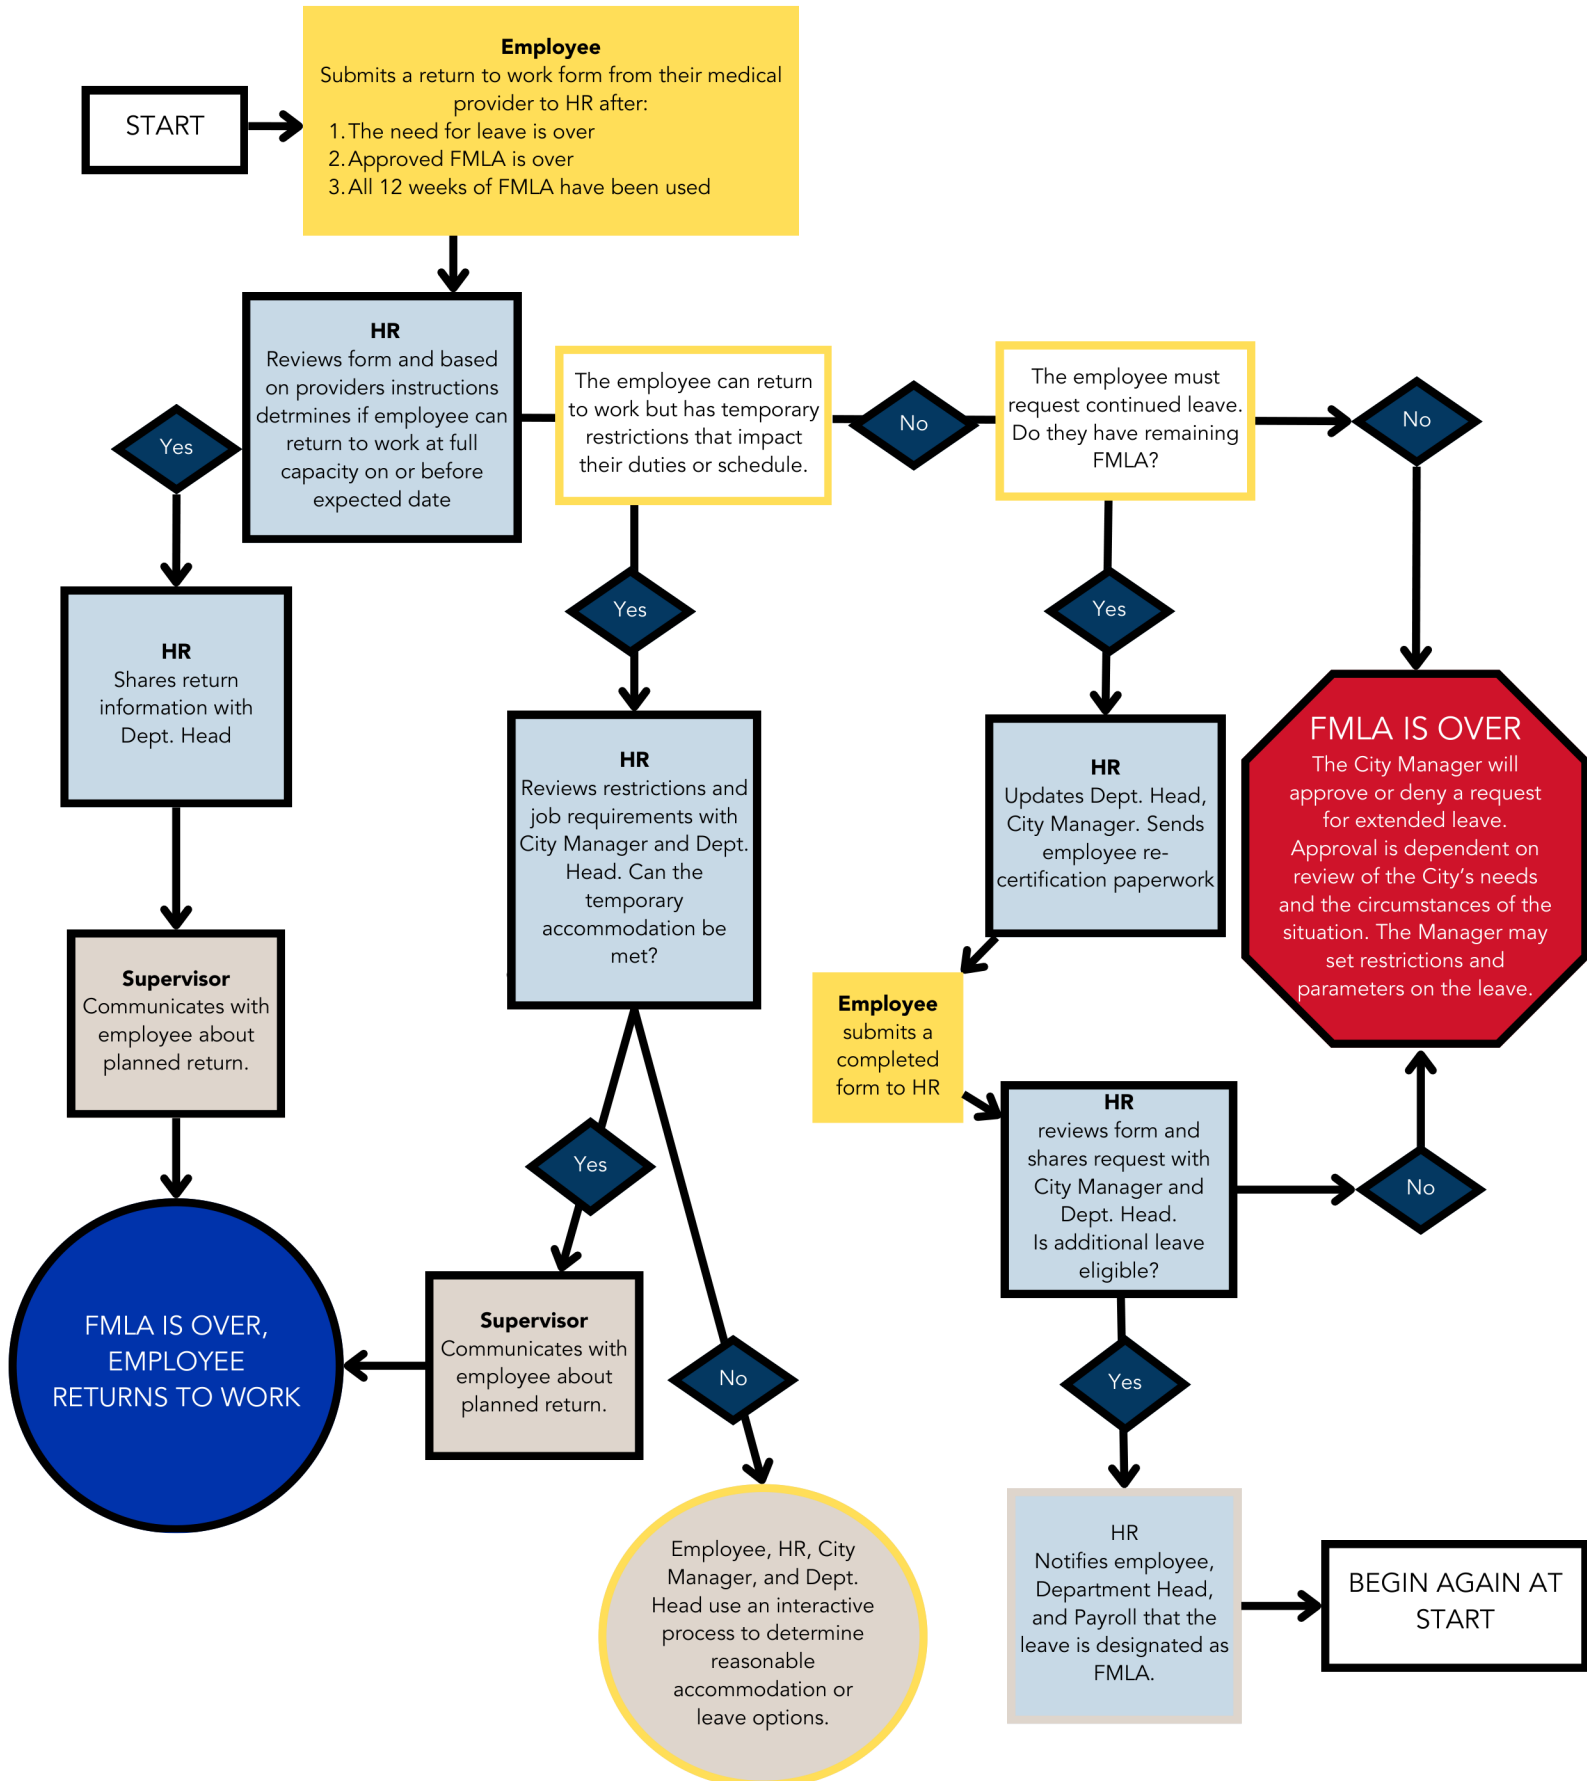 START
Employee
Submits a return to work form from their medical
provider to HR after:
1. The need for leave is over
2. Approved FMLA is over
3. All 12 weeks of FMLA have been used
HR
Reviews form and based
on providers instructions
detrmines if employee can
return to work at full
capacity on or before
expected date
The employee can return
to work but has temporary
restrictions that impact
their duties or schedule.
No
The employee must
request continued leave.
Do they have remaining
FMLA?
No
Yes
Yes
Yes
HR
Shares return
information with
Dept. Head
HR
Reviews restrictions and
job requirements with
City Manager and Dept.
Head. Can the
temporary
accommodation be
met?
HR
Updates Dept. Head,
City Manager. Sends
employee re-
certification paperwork
FMLA IS OVER
The City Manager will
approve or deny a request
for extended leave.
Approval is dependent on
review of the City's needs
and the circumstances of the
situation. The Manager may
set restrictions and
parameters on the leave.
Supervisor
Communicates with
employee about
planned return.
Employee
submits a
completed
form to HR
HR
reviews form and
shares request with
City Manager and
Dept. Head.
Is additional leave
eligible?
No
Yes
FMLA IS OVER,
EMPLOYEE
RETURNS TO WORK
Supervisor
Communicates with
employee about
planned return.
No
Yes
Employee, HR, City
Manager, and Dept.
Head use an interactive
process to determine
reasonable
accommodation or
leave options.
HR
Notifies employee,
Department Head,
and Payroll that the
leave is designated as
FMLA.
BEGIN AGAIN AT
START